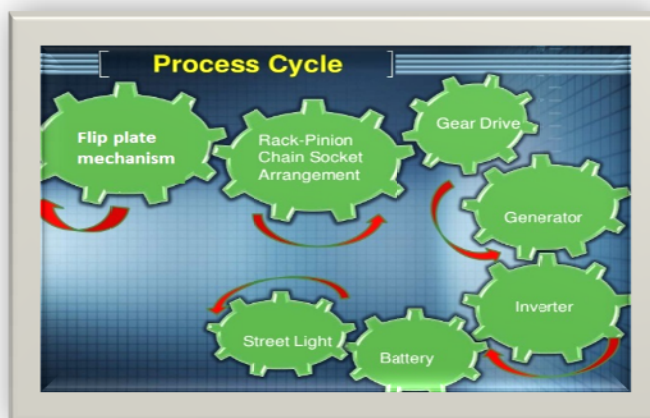 Process Cycle
Flip plate
mechanism
Rack-Pinion
Chain Socket
Arrangement
Gear Drive
Generator
Inverter
Battery
Street Light